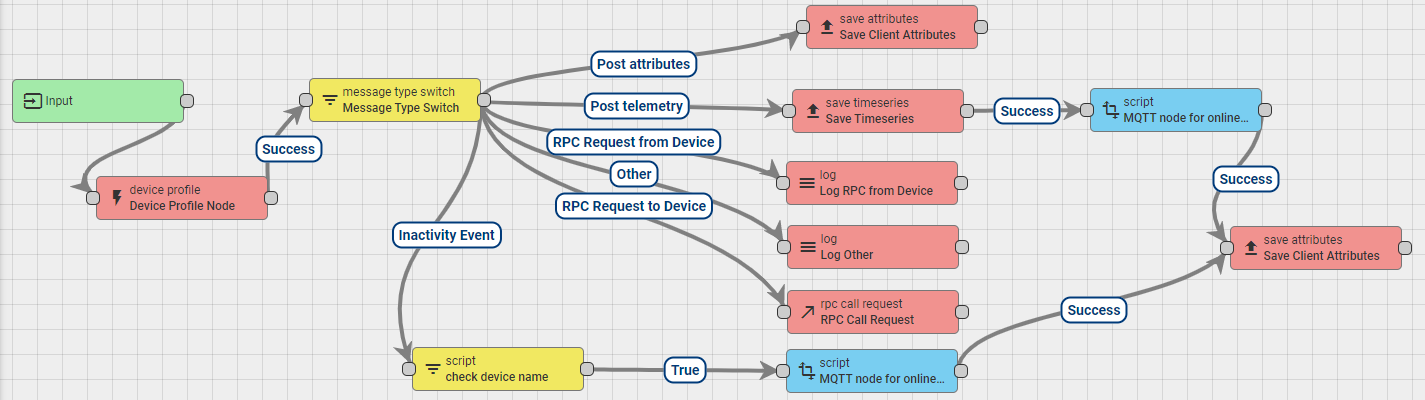 save attributes
Save Client Attributes
Post attributes
Input
message type switch
Message Type Switch
Post telemetry
save timeseries
Save Timeseries
Success
script
MQTT node for online...
Success
RPC Request from Device
log
Log RPC from Device
Other
Success
device profile
Device Profile Node
RPC Request to Device
Inactivity Event
log
Log Other
save attributes
Save Client Attributes
rpc call request
RPC Call Request
Success
script
check device name
True
script
MQTT node for online...